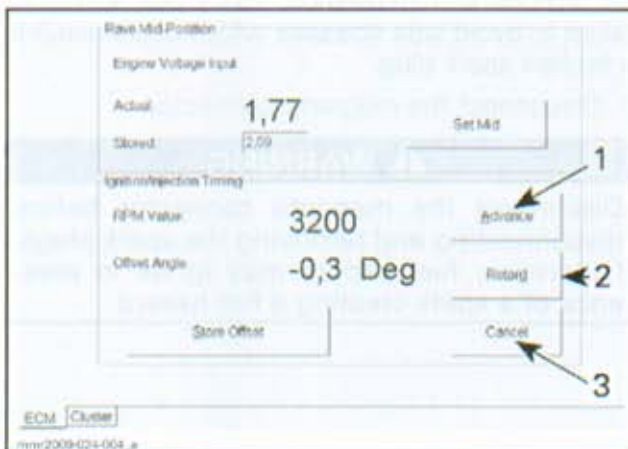 Rave Mid-Position
Engine Voltage Input
Actual: 1,77
Set Mid
Stored: 2,09
Ignition/Injection Timing
1
RPM Value 3200
Advance
Offset Angle -0,3 Deg
Retard
2
Store Offset
Cancel
3
ECM Cluster
mmr2009-024-004_a